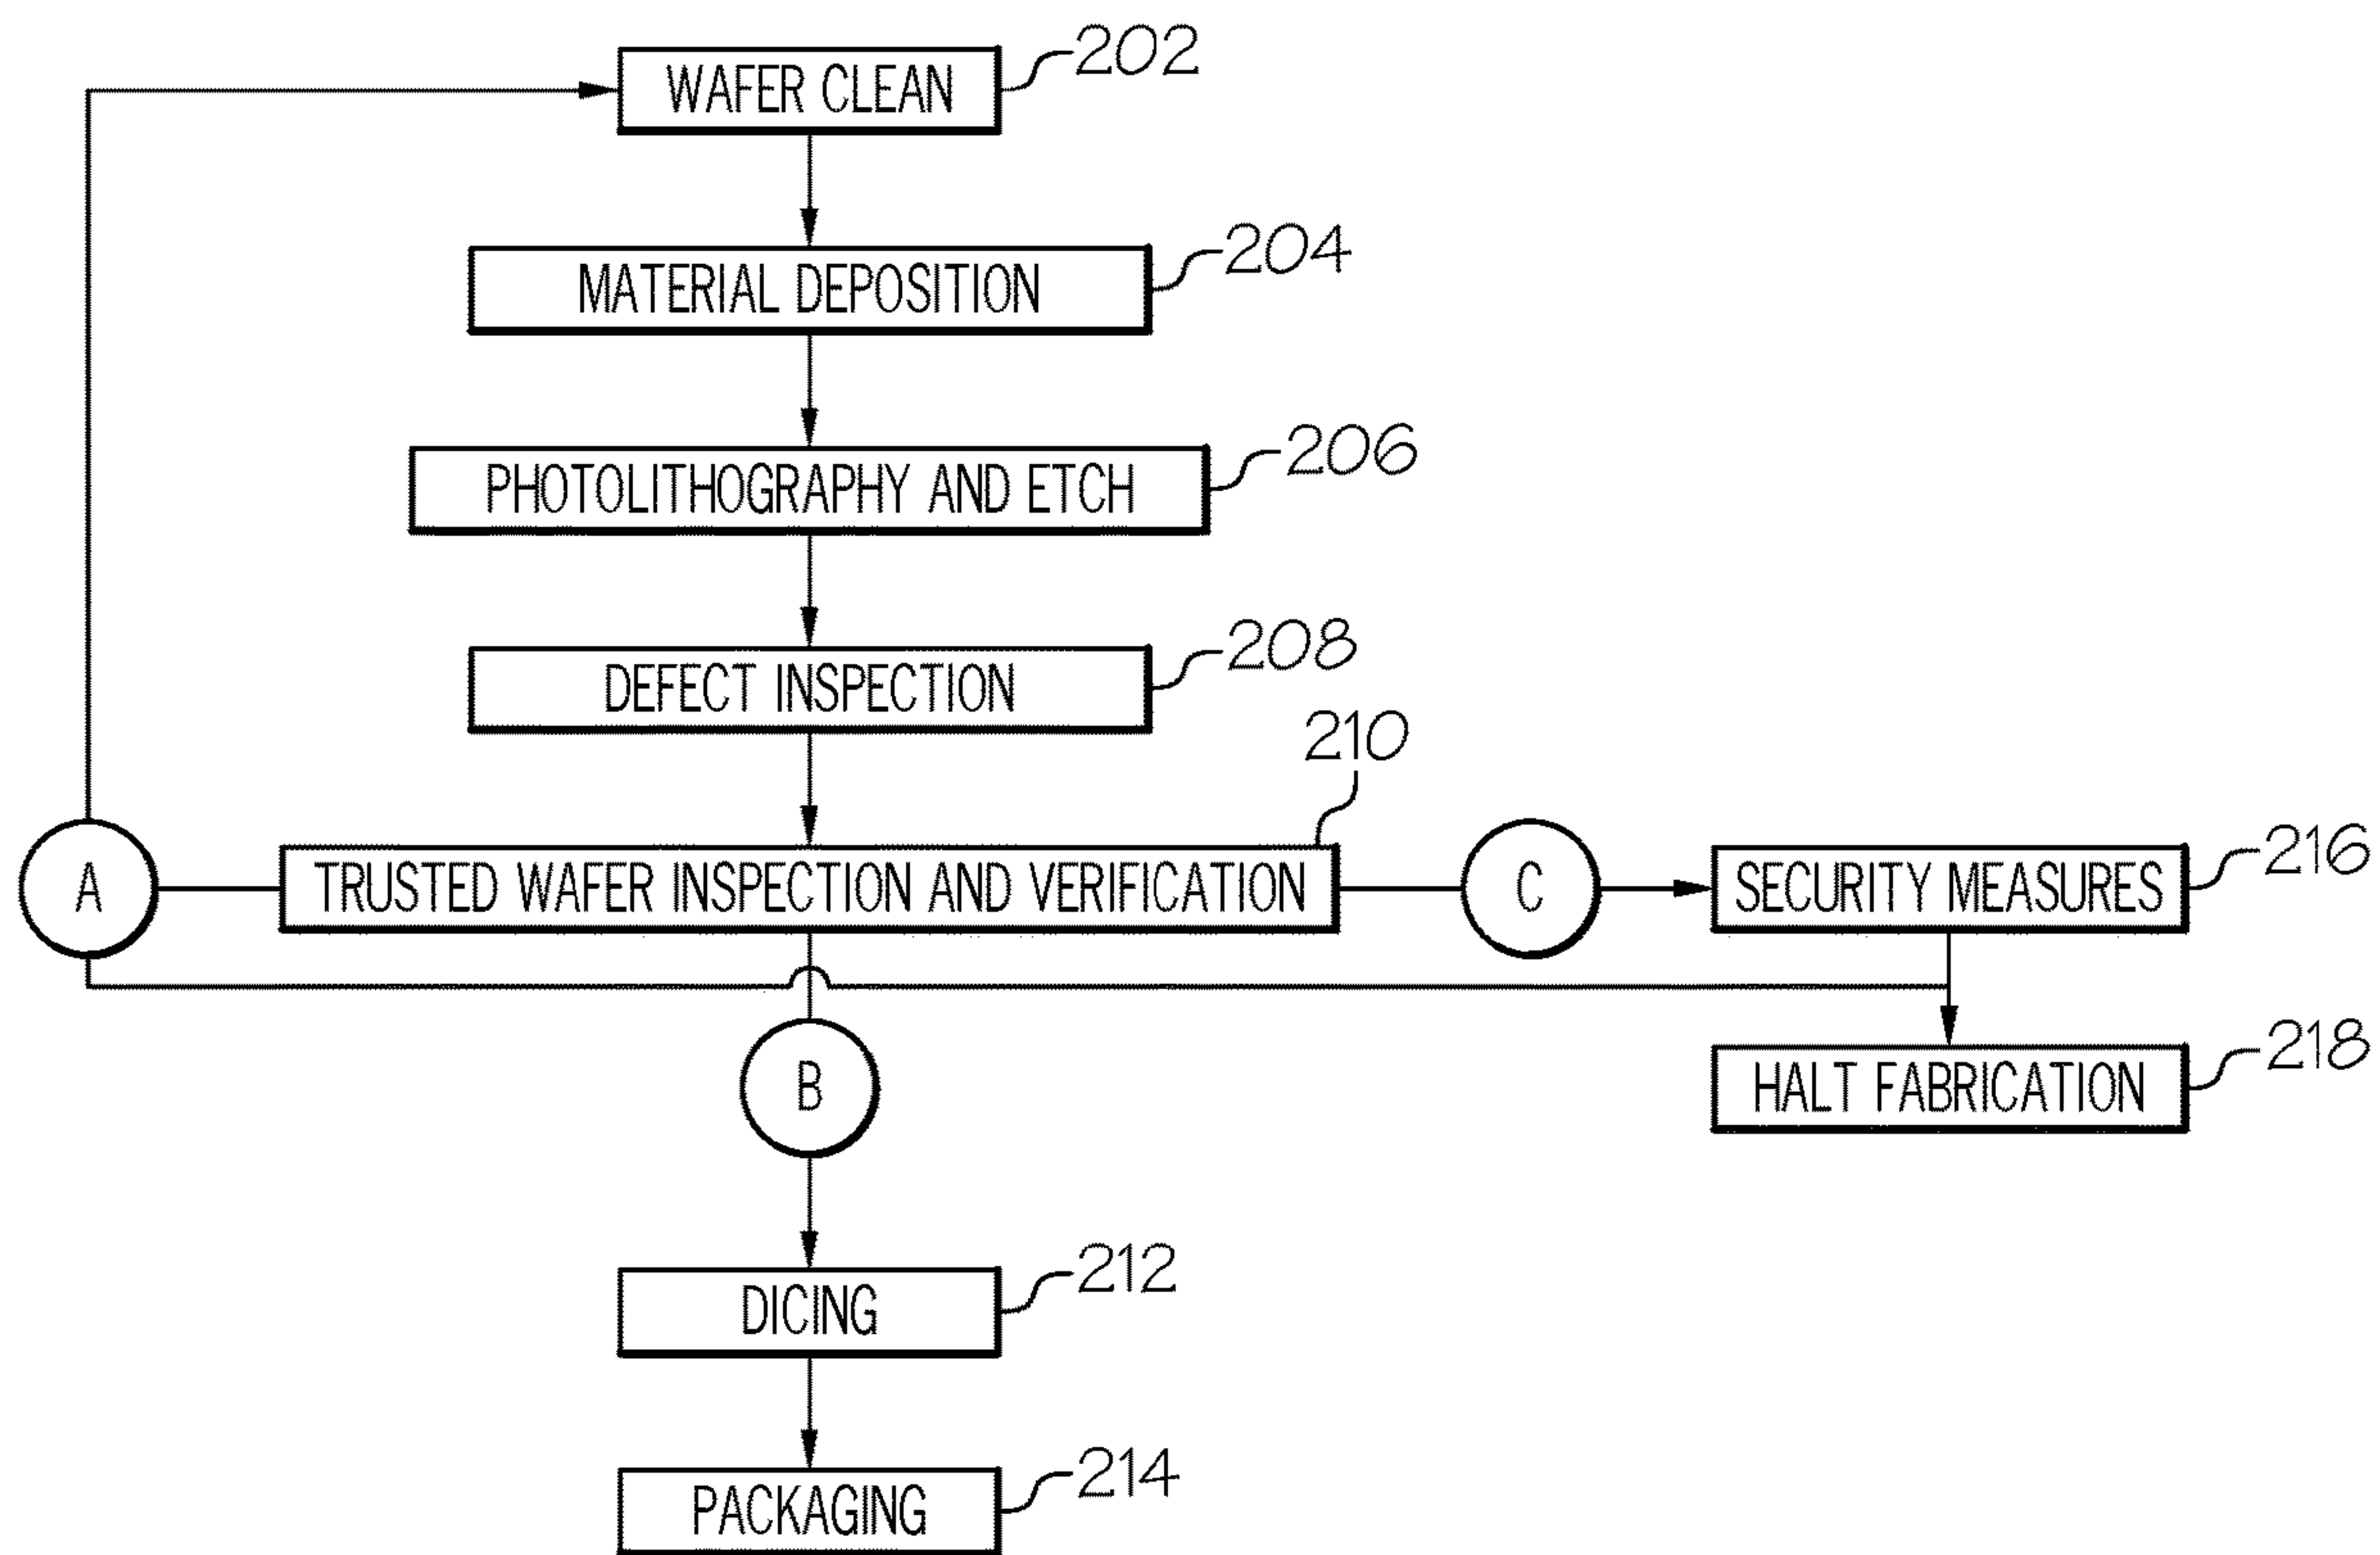 WAFER CLEAN
202
MATERIAL DEPOSITION
204
PHOTOLITHOGRAPHY AND ETCH
206
DEFECT INSPECTION
208
210
A
TRUSTED WAFER INSPECTION AND VERIFICATION
C
SECURITY MEASURES
216
B
HALT FABRICATION
218
DICING
212
PACKAGING
214